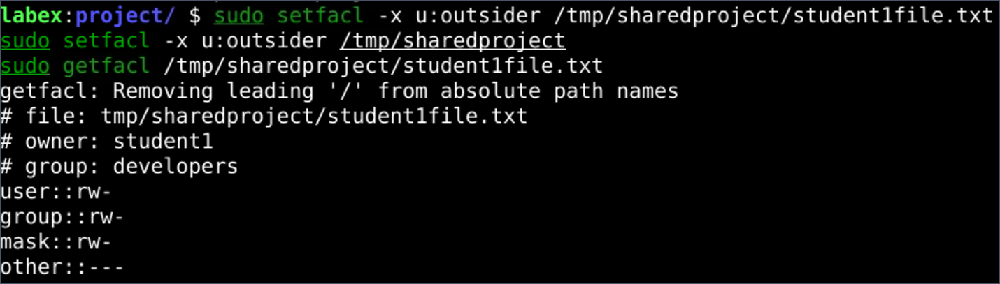 labex:project/ $ sudo setfacl -x u:outsider /tmp/sharedproject/student1file.txt
sudo setfacl -x u:outsider /tmp/sharedproject
sudo getfacl /tmp/sharedproject/student1file.txt
getfacl: Removing leading '/' from absolute path names
# file: tmp/sharedproject/student1file.txt
# owner: student1
# group: developers
user::rw-
group::rw-
mask::rw-
other::---